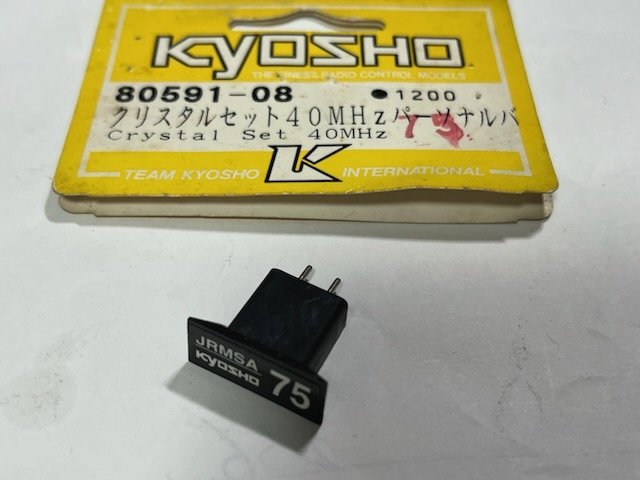 KYOSHO
THE FINEST RADIO CONTROL MODELS
80591-08 ●1200
クリスタルセット40MHzパーソナルバ
Crystal Set 40MHz
TEAM KYOSHO K INTERNATIONAL
JRMSA
KYOSHO 75